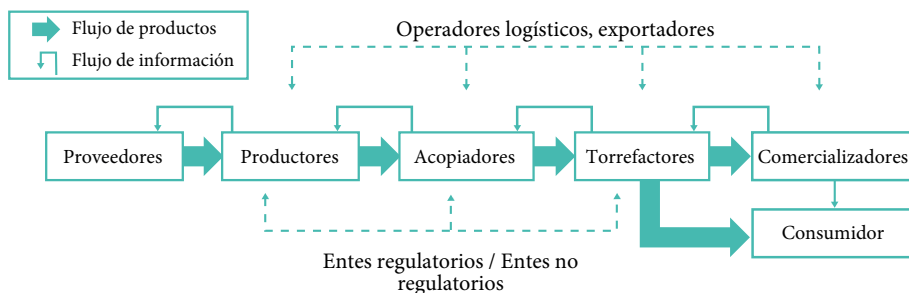 Flujo de productos
Flujo de información
Operadores logísticos, exportadores
Proveedores
Productores
Acopiadores
Torrefactores
Comercializadores
Consumidor
Entes regulatorios / Entes no
regulatorios